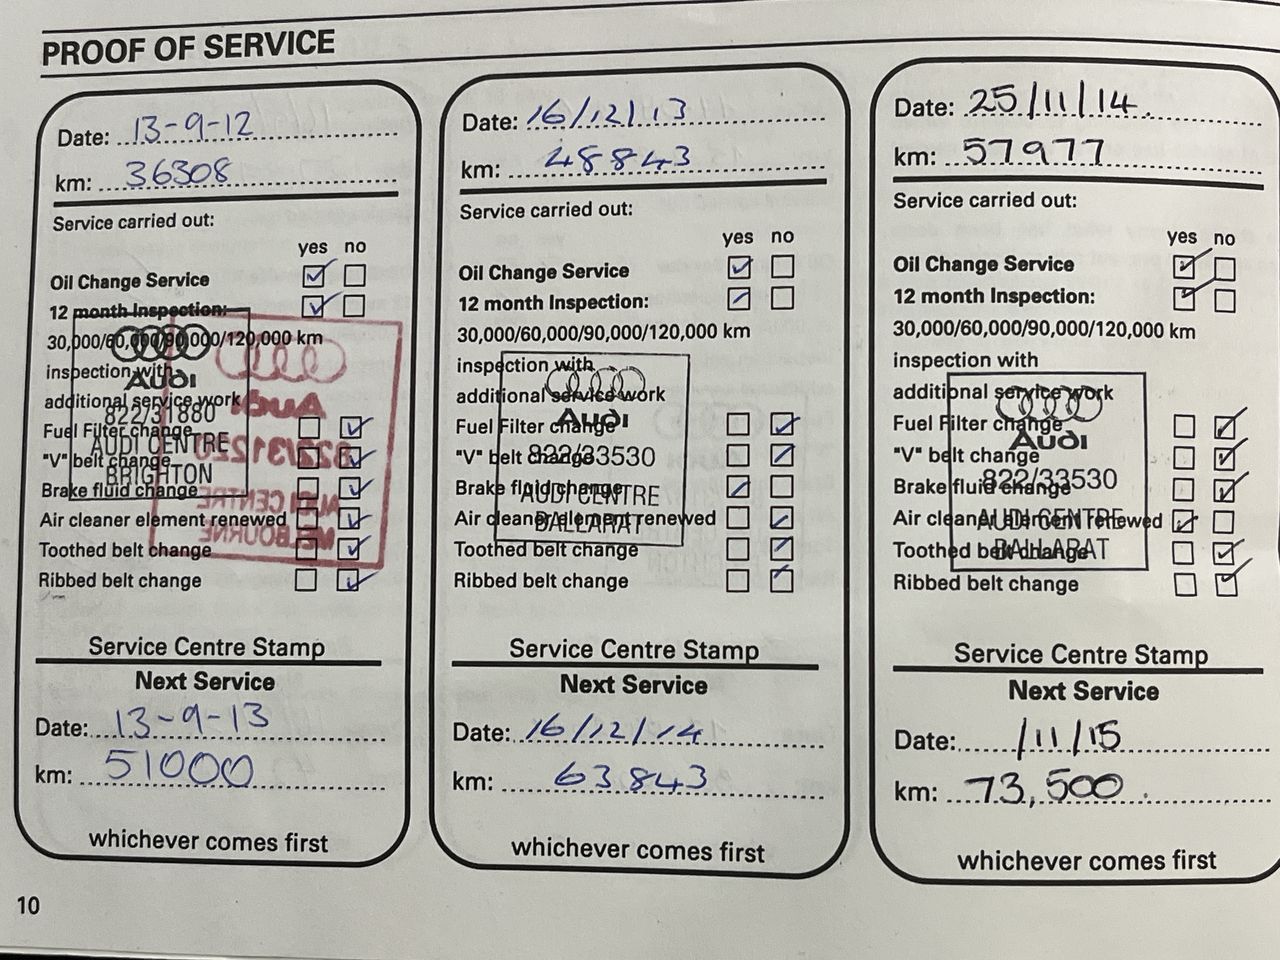 PROOF OF SERVICE
Date: 13-9-12
km: 36308
Service carried out:
yes no
Oil Change Service
12 month Inspection:
30,000/60,000/90,000/120,000 km
inspection with
additional service work
Fuel Filter change
"V" belt change
Brake fluid change
Air cleaner element renewed
Toothed belt change
Ribbed belt change
Audi
822/31880
AUDI CENTRE
BRIGHTON
Audi
AUDI CENTRE
MELBOURNE
Service Centre Stamp
Next Service
Date: 13-9-13
km: 51000
whichever comes first
Date: 16/12/13
km: 48843
Service carried out:
yes no
Oil Change Service
12 month Inspection:
30,000/60,000/90,000/120,000 km
inspection with
additional service work
Fuel Filter change
"V" belt change
Brake fluid change
Air cleaner element renewed
Toothed belt change
Ribbed belt change
Audi
822/33530
AUDI CENTRE
BALLARAT
Service Centre Stamp
Next Service
Date: 16/12/14
km: 63843
whichever comes first
Date: 25/11/14
km: 57977
Service carried out:
yes no
Oil Change Service
12 month Inspection:
30,000/60,000/90,000/120,000 km
inspection with
additional service work
Fuel Filter change
"V" belt change
Brake fluid change
Air cleaner element renewed
Toothed belt change
Ribbed belt change
Audi
822/33530
AUDI CENTRE
BALLARAT
Service Centre Stamp
Next Service
Date: /11/15
km: 73,500
whichever comes first
10